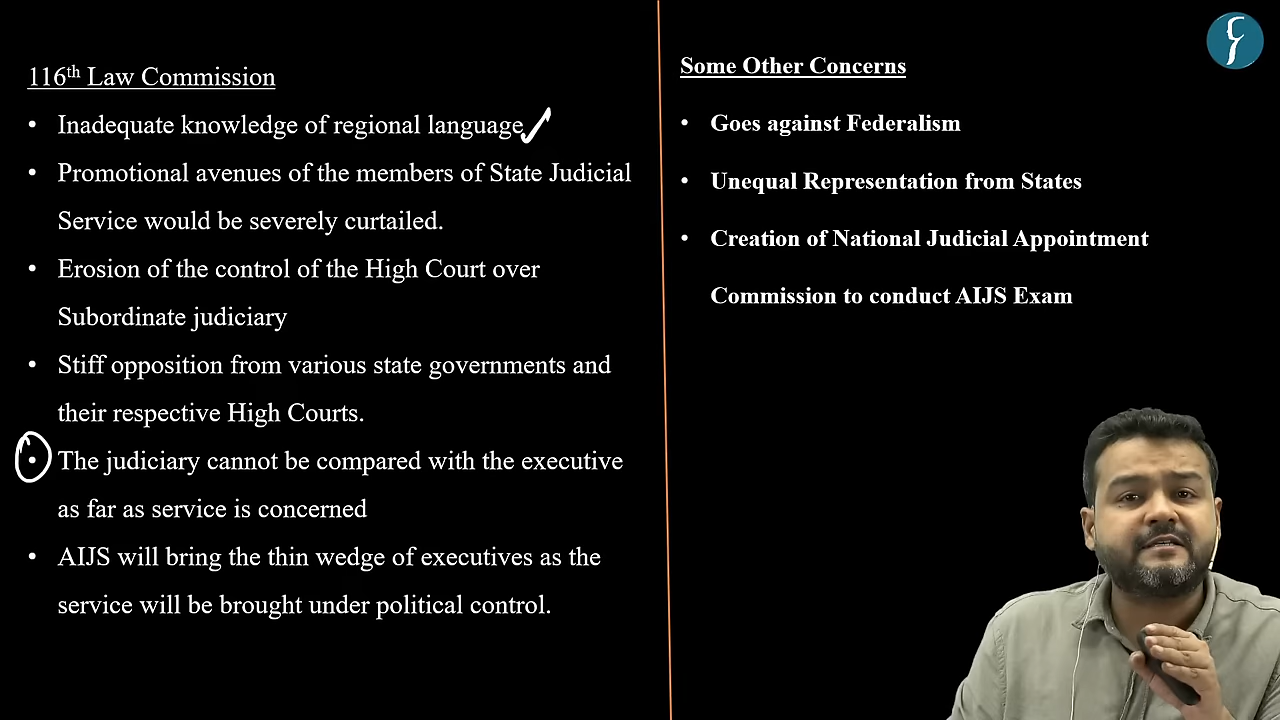 116th Law Commission
• Inadequate knowledge of regional language
• Promotional avenues of the members of State Judicial
Service would be severely curtailed.
• Erosion of the control of the High Court over
Subordinate judiciary
• Stiff opposition from various state governments and
their respective High Courts.
• The judiciary cannot be compared with the executive
as far as service is concerned
• AIJS will bring the thin wedge of executives as the
service will be brought under political control.
Some Other Concerns
• Goes against Federalism
• Unequal Representation from States
• Creation of National Judicial Appointment
Commission to conduct AIJS Exam